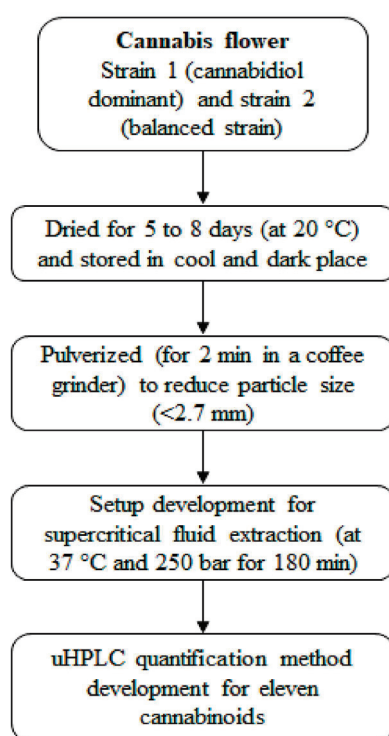 Cannabis flower
Strain 1 (cannabidiol
dominant) and strain 2
(balanced strain)
Dried for 5 to 8 days (at 20 °C)
and stored in cool and dark place
Pulverized (for 2 min in a coffee
grinder) to reduce particle size
(<2.7 mm)
Setup development for
supercritical fluid extraction (at
37 °C and 250 bar for 180 min)
uHPLC quantification method
development for eleven
cannabinoids